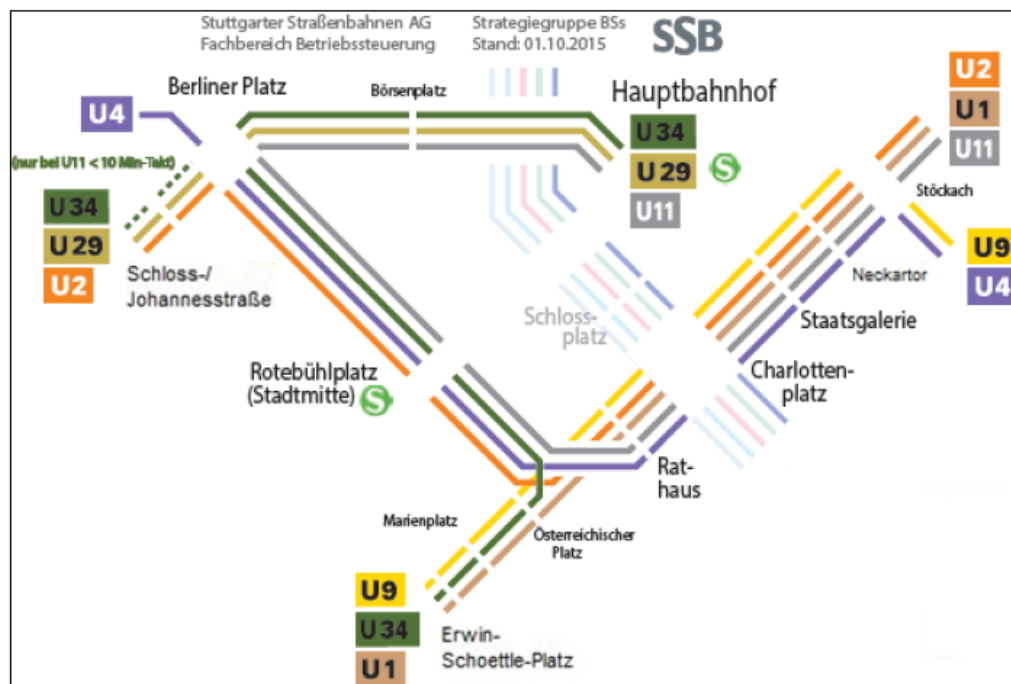 Stuttgarter Straßenbahnen AG
Fachbereich Betriebssteuerung
Strategiegruppe BSs
Stand: 01.10.2015
SSB
Berliner Platz
Börsenplatz
Hauptbahnhof
U4
U34
U29
U11
S
U2
U1
U11
(nur bei U11 < 10 Min-Takt)
U34
U29
U2
Schloss-/
Johannesstraße
Stöckach
U9
U4
Neckartor
Staatsgalerie
Schloss-
platz
Charlotten-
platz
Rotebühlplatz
(Stadtmitte)
S
Rat-
haus
Marienplatz
Österreichischer
Platz
U9
U34
U1
Erwin-
Schoettle-Platz